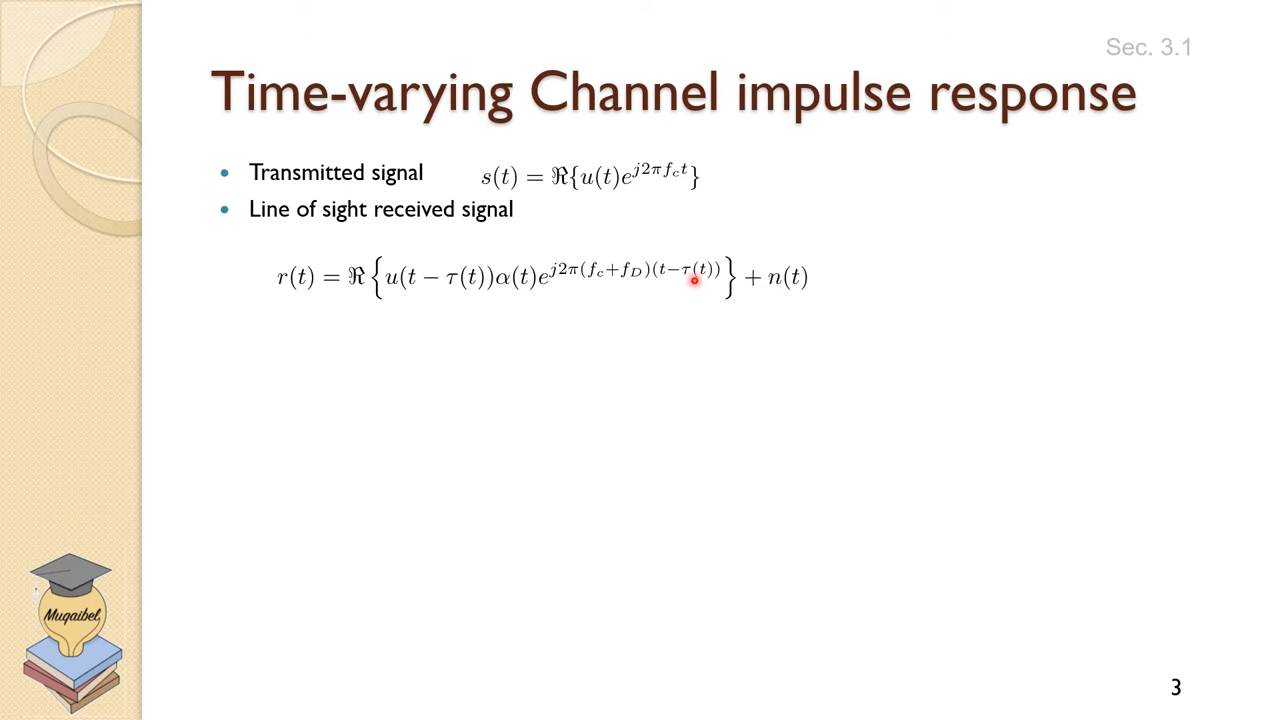 Sec. 3.1
Time-varying Channel impulse response
• Transmitted signal s(t) = ℜ{u(t)e^{j2πf_c t}}
• Line of sight received signal
r(t) = ℜ{u(t − τ(t))α(t)e^{j2π(f_c+f_D)(t−τ(t))}} + n(t)
Muqaibel
3